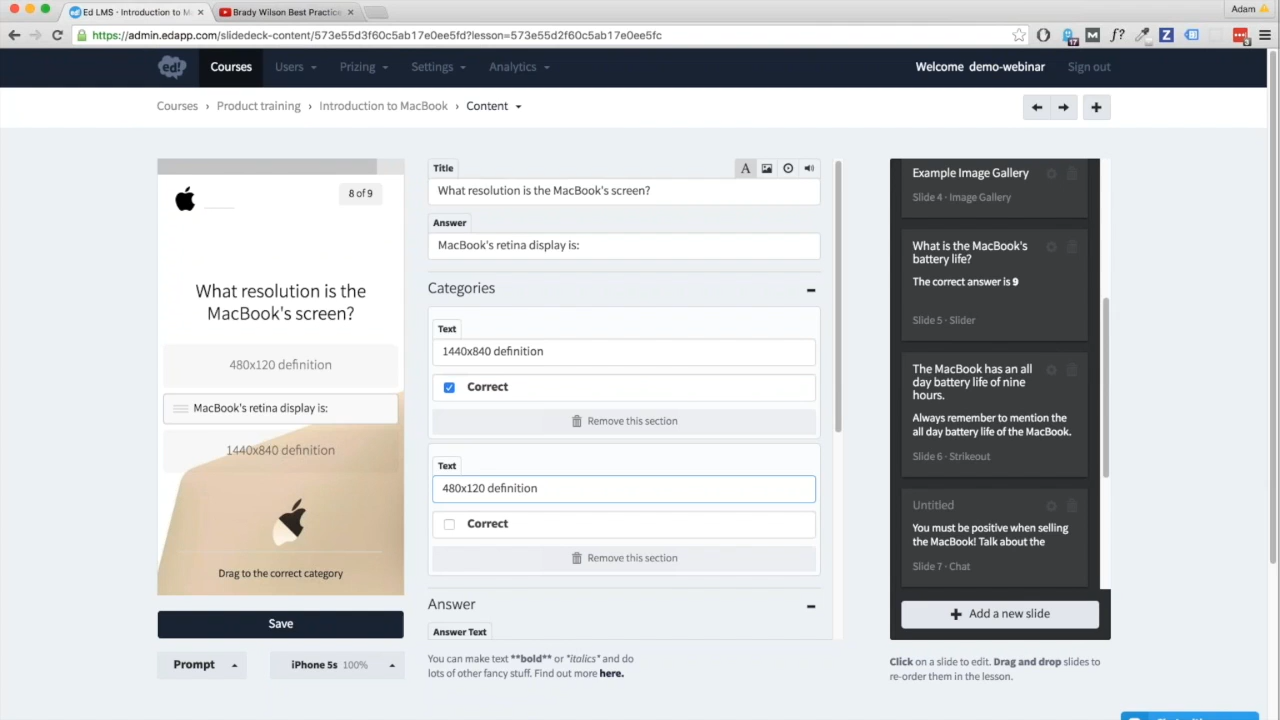 Ed LMS - Introduction to M
Brady Wilson Best Practice
Adam
https://admin.edapp.com/slidedeck-content/573e55d3f60c5ab17e0ee5fd?lesson=573e55d2f60c5ab17e0ee5fc
ed!
Courses
Users
Prizing
Settings
Analytics
Welcome demo-webinar
Sign out
Courses › Product training › Introduction to MacBook › Content
8 of 9
What resolution is the
MacBook's screen?
480x120 definition
MacBook's retina display is:
1440x840 definition
Drag to the correct category
Save
Prompt
iPhone 5s 100%
Title
What resolution is the MacBook's screen?
Answer
MacBook's retina display is:
Categories
Text
1440x840 definition
Correct
Remove this section
Text
480x120 definition
Correct
Remove this section
Answer
Answer Text
You can make text **bold** or *italics* and do
lots of other fancy stuff. Find out more here.
Example Image Gallery
Slide 4 · Image Gallery
What is the MacBook's
battery life?
The correct answer is 9
Slide 5 · Slider
The MacBook has an all
day battery life of nine
hours.
Always remember to mention the
all day battery life of the MacBook.
Slide 6 · Strikeout
Untitled
You must be positive when selling
the MacBook! Talk about the
Slide 7 · Chat
Add a new slide
Click on a slide to edit. Drag and drop slides to
re-order them in the lesson.